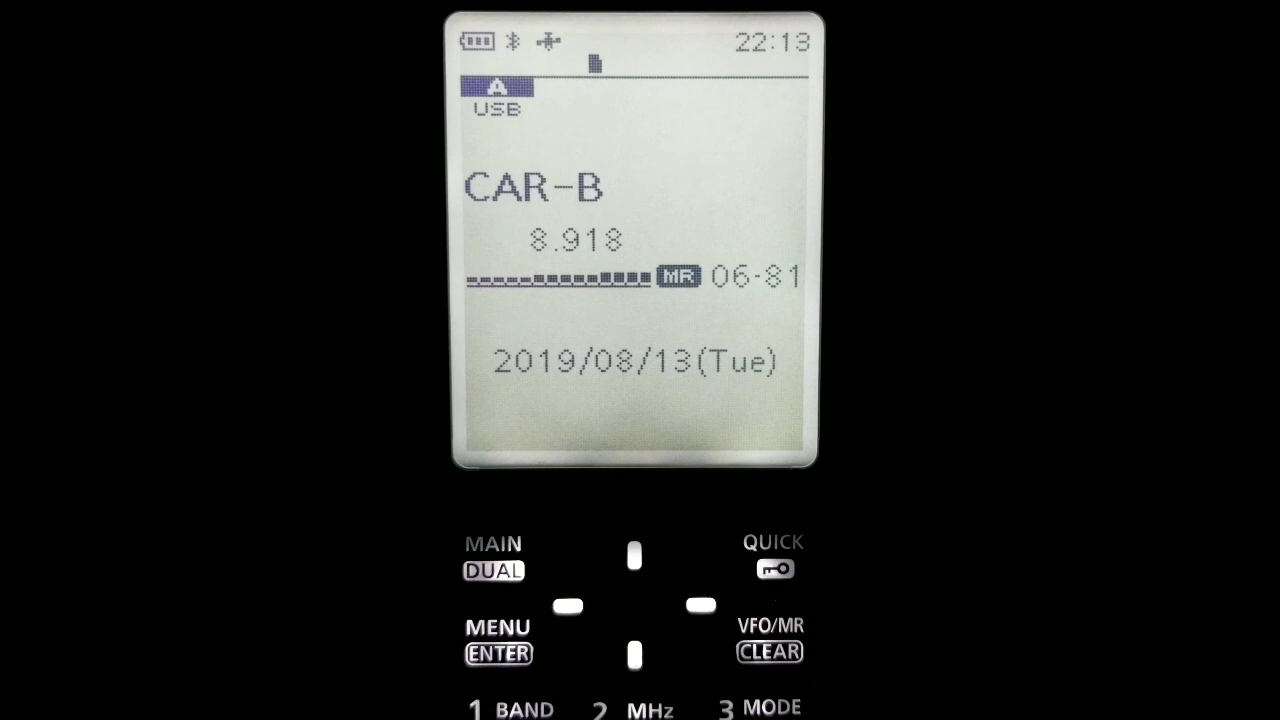 22:13
A
USB
CAR-B
8.918
MR 06-81
2019/08/13(Tue)
MAIN QUICK
DUAL
MENU VFO/MR
ENTER CLEAR
1 BAND 2 MHz 3 MODE